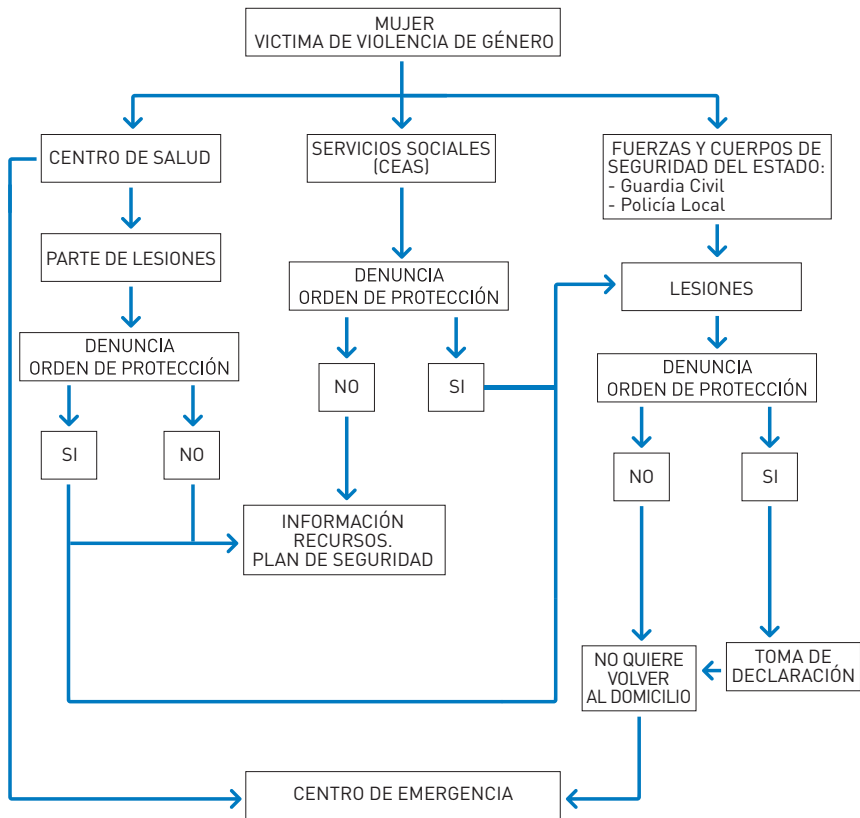 MUJER
VICTIMA DE VIOLENCIA DE GÉNERO
CENTRO DE SALUD
SERVICIOS SOCIALES
(CEAS)
FUERZAS Y CUERPOS DE
SEGURIDAD DEL ESTADO:
- Guardia Civil
- Policía Local
PARTE DE LESIONES
DENUNCIA
ORDEN DE PROTECCIÓN
LESIONES
DENUNCIA
ORDEN DE PROTECCIÓN
NO
SI
DENUNCIA
ORDEN DE PROTECCIÓN
SI
NO
NO
SI
INFORMACIÓN
RECURSOS.
PLAN DE SEGURIDAD
NO QUIERE
VOLVER
AL DOMICILIO
TOMA DE
DECLARACIÓN
CENTRO DE EMERGENCIA